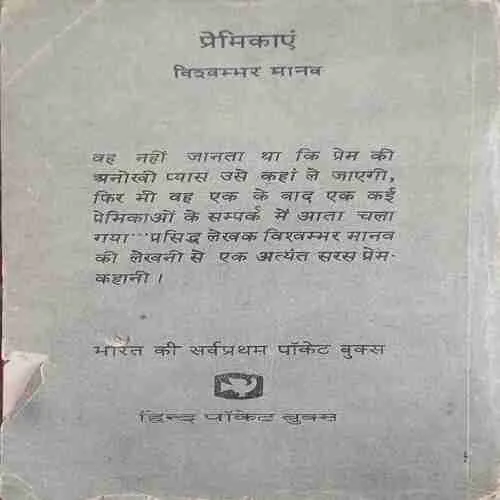 प्रेमिकाएं
विश्वम्भर मानव
वह नहीं जानता था कि प्रेम की
अनोखी प्यास उसे कहां ले जाएगी,
फिर भी वह एक के बाद एक कई
प्रेमिकाओं के सम्पर्क में आता चला
गया...प्रसिद्ध लेखक विश्वम्भर मानव
की लेखनी से एक अत्यंत सरस प्रेम-
कहानी।
भारत की सर्वप्रथम पॉकेट बुक्स
हिन्द पॉकेट बुक्स